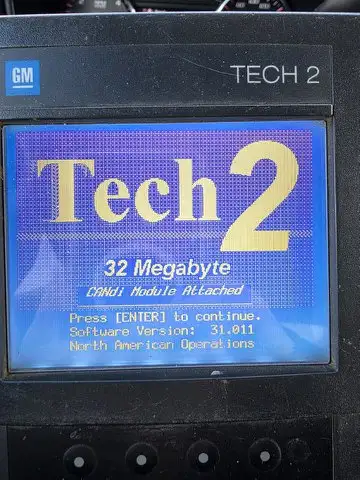 GM
TECH 2
Tech 2
32 Megabyte
CANdi Module Attached
Press [ENTER] to continue.
Software Version: 31.011
North American Operations